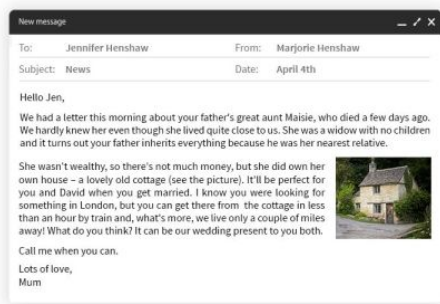 New message
To: Jennifer Henshaw From: Marjorie Henshaw
Subject: News Date: April 4th
Hello Jen,
We had a letter this morning about your father's great aunt Maisie, who died a few days ago.
We hardly knew her even though she lived quite close to us. She was a widow with no children
and it turns out your father inherits everything because he was her nearest relative.
She wasn't wealthy, so there's not much money, but she did own her
own house – a lovely old cottage (see the picture). It'll be perfect for
you and David when you get married. I know you were looking for
something in London, but you can get there from the cottage in less
than an hour by train and, what's more, we live only a couple of miles
away! What do you think? It can be our wedding present to you both.
Call me when you can.
Lots of love,
Mum